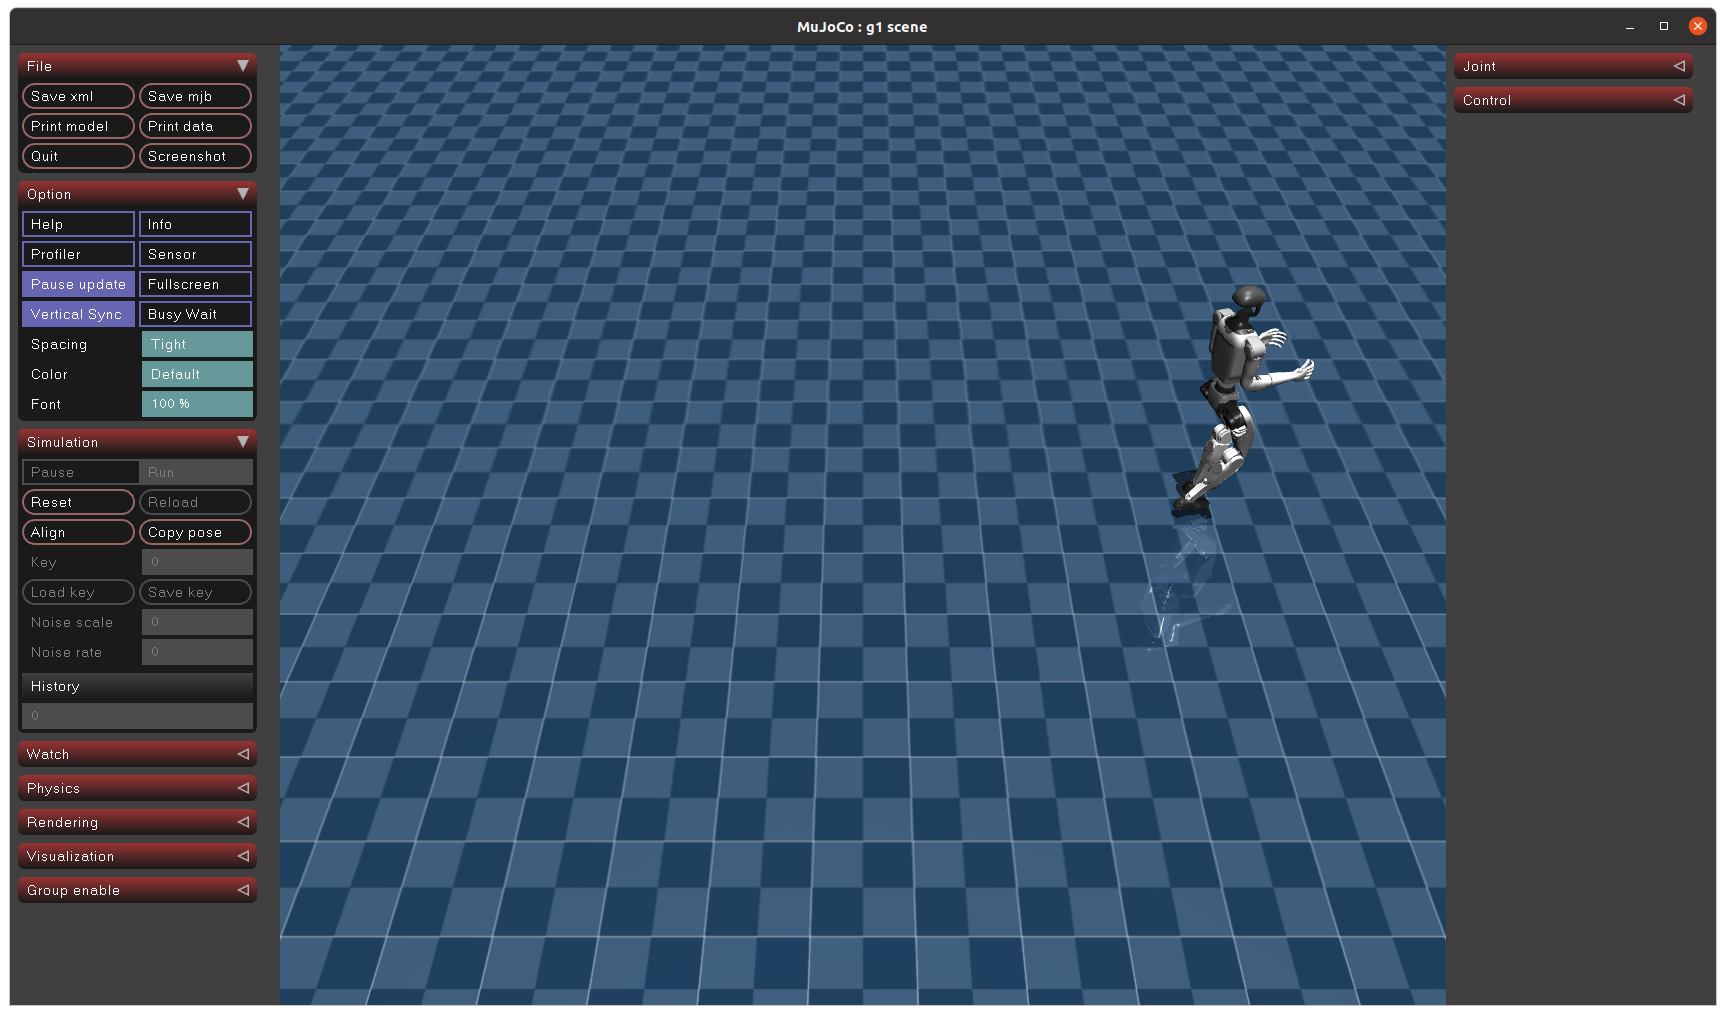 MuJoCo : g1 scene
File
Save xml Save mjb
Print model Print data
Quit Screenshot
Option
Help Info
Profiler Sensor
Pause update Fullscreen
Vertical Sync Busy Wait
Spacing Tight
Color Default
Font 100 %
Simulation
Pause Run
Reset Reload
Align Copy pose
Key 0
Load key Save key
Noise scale 0
Noise rate 0
History
0
Watch
Physics
Rendering
Visualization
Group enable
Joint
Control